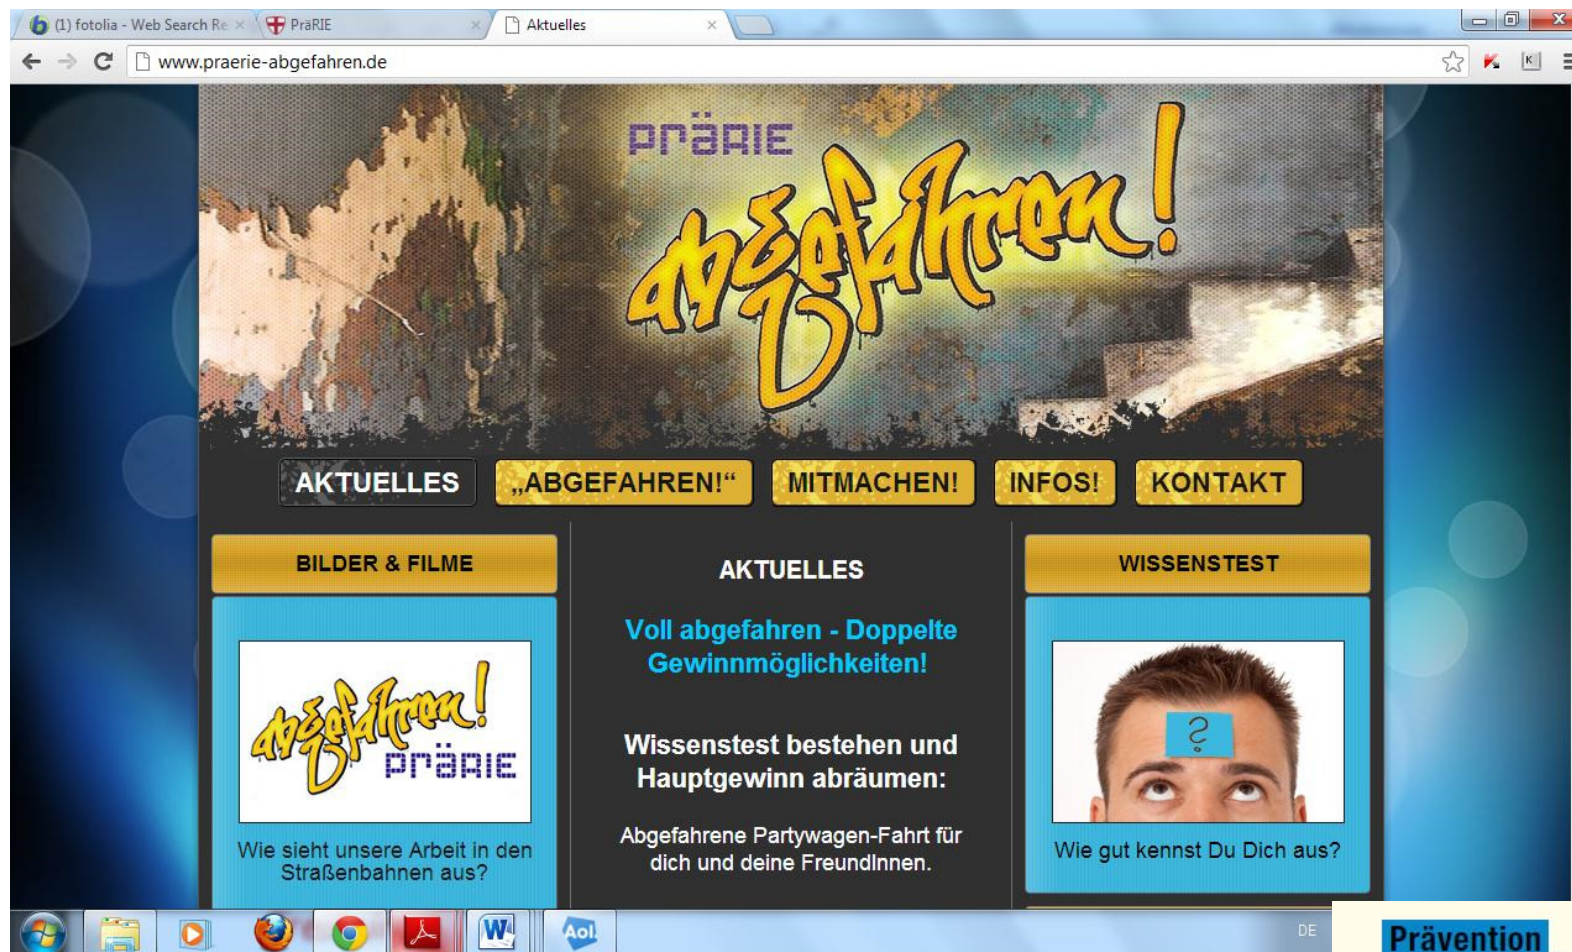 (1) fotolia - Web Search Re
PräRIE
Aktuelles
www.praerie-abgefahren.de
K
PräRIE
abgefahren!
AKTUELLES
„ABGEFAHREN!“
MITMACHEN!
INFOS!
KONTAKT
BILDER & FILME
abgefahren!
PräRIE
Wie sieht unsere Arbeit in den
Straßenbahnen aus?
AKTUELLES
Voll abgefahren - Doppelte
Gewinnmöglichkeiten!
Wissenstest bestehen und
Hauptgewinn abräumen:
Abgefahrene Partywagen-Fahrt für
dich und deine FreundInnen.
WISSENSTEST
?
Wie gut kennst Du Dich aus?
W
Aol.
DE
Prävention